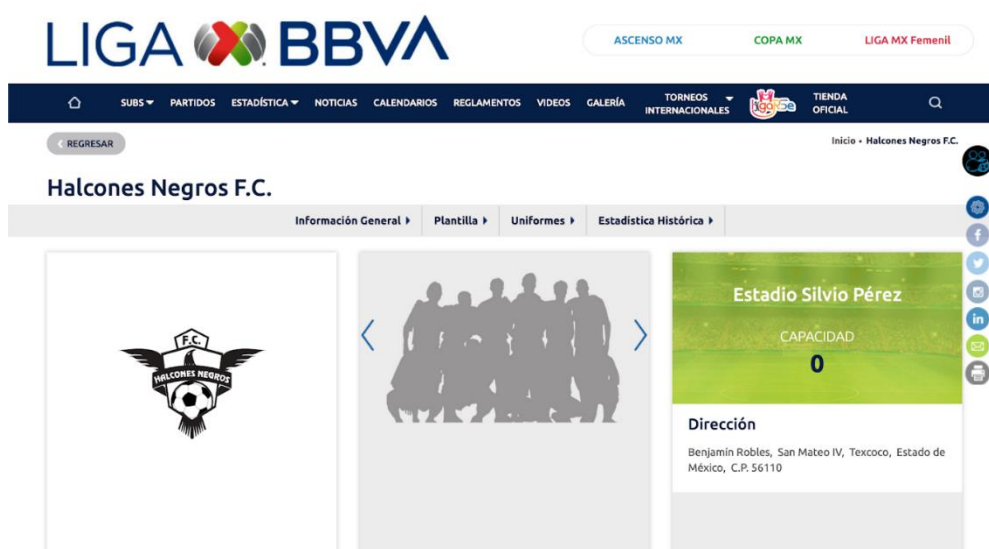 LIGA BBVA
ASCENSO MX COPA MX LIGA MX Femenil
SUBS PARTIDOS ESTADÍSTICA NOTICIAS CALENDARIOS REGLAMENTOS VIDEOS GALERÍA TORNEOS INTERNACIONALES TIENDA OFICIAL
REGRESAR
Inicio • Halcones Negros F.C.
Halcones Negros F.C.
Información General Plantilla Uniformes Estadística Histórica
F.C.
HALCONES NEGROS
Estadio Silvio Pérez
CAPACIDAD
0
Dirección
Benjamín Robles, San Mateo IV, Texcoco, Estado de
México, C.P. 56110